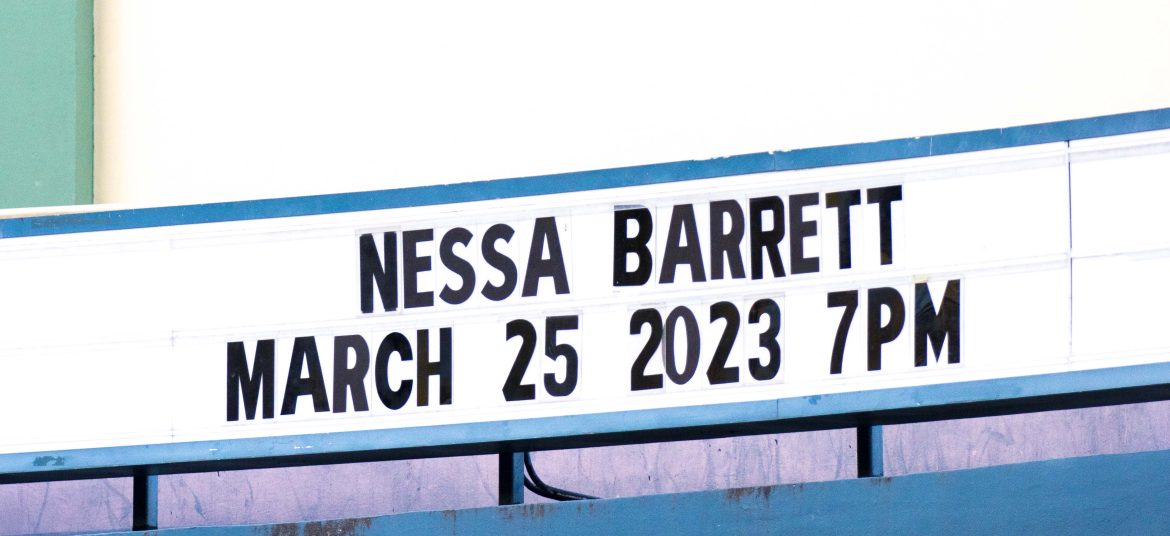 NESSA BARRETT
MARCH 25 2023 7PM